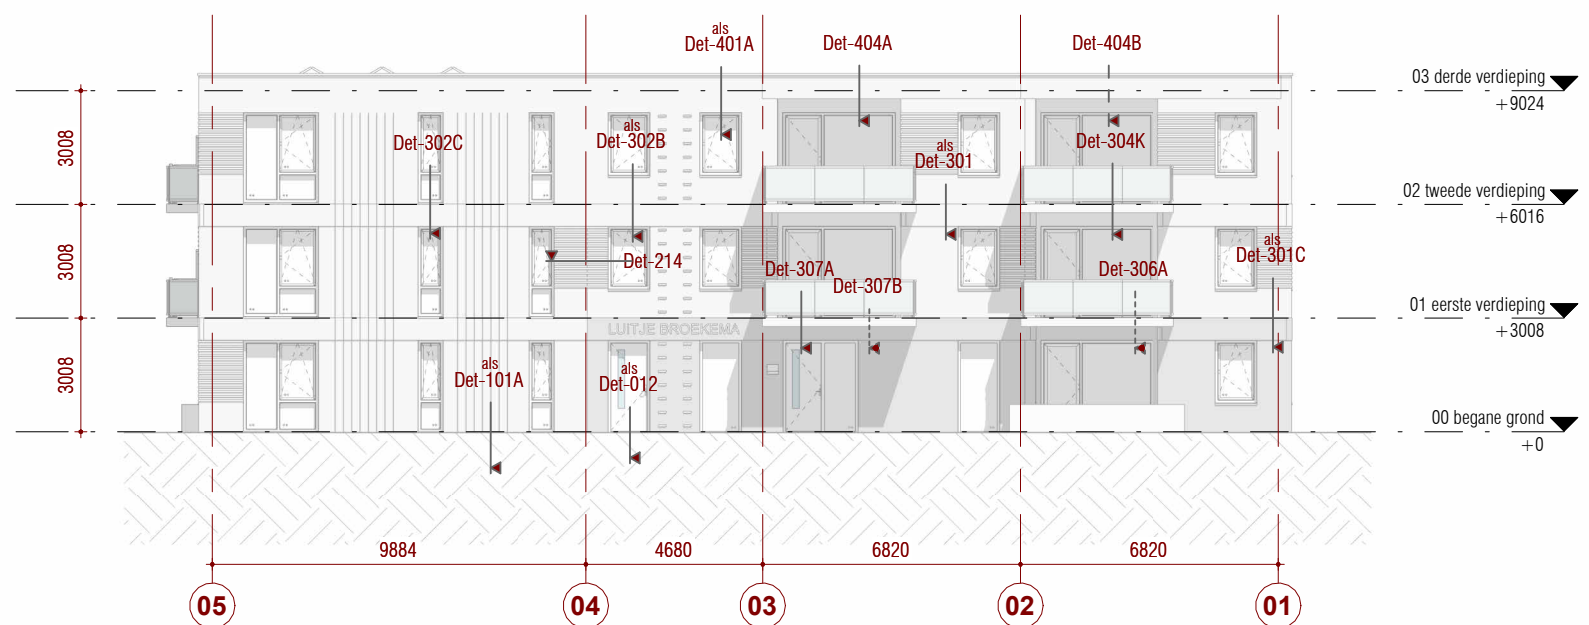 als
Det-401A
Det-404A
Det-404B
03 derde verdieping
+9024
als
Det-302B
Det-302C
Det-304K
als
Det-301
3008
02 tweede verdieping
+6016
als
Det-301C
Det-214
Det-307A
Det-306A
Det-307B
3008
01 eerste verdieping
+3008
LUITJE BROEKEMA
als
Det-101A
als
Det-012
3008
00 begane grond
+0
9884
4680
6820
6820
05
04
03
02
01